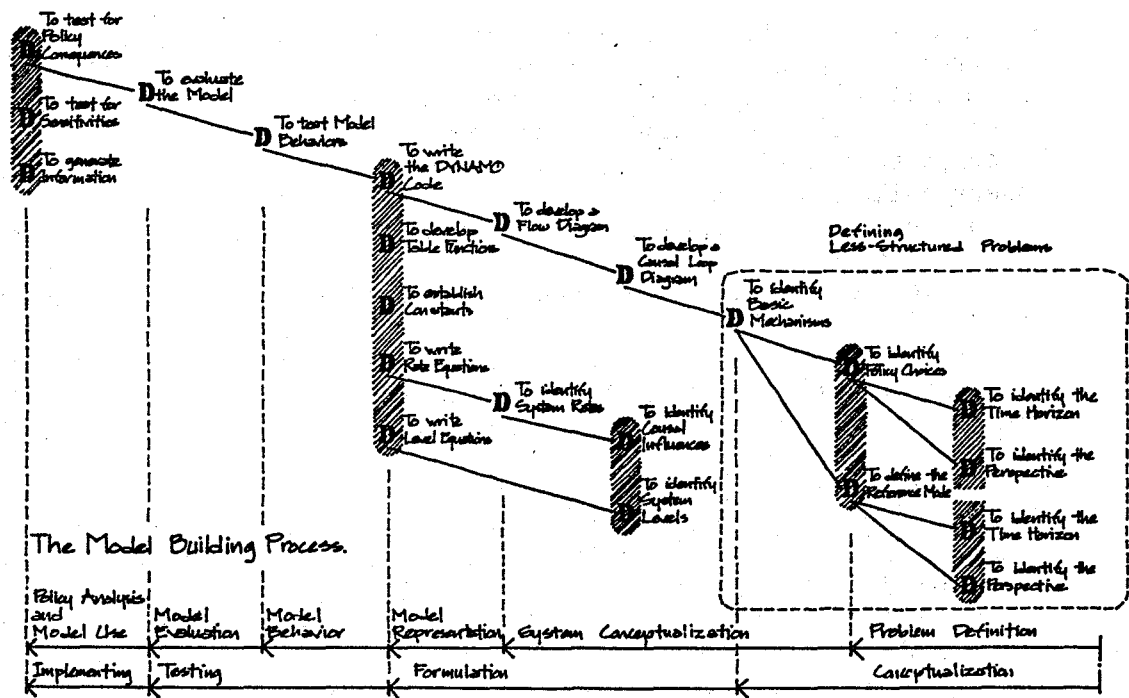 To test for
Policy
Consequences
D
To evaluate
the Model
D
To test for
Sensitivities
D
To test Model
Behaviors
D
To generate
Information
D
To write
the DYNAMO
Code
D
To develop a
Flow Diagram
D
To develop
Table Functions
D
To develop a
Causal Loop
Diagram
D
Defining
Less-Structured Problems
To establish
Constants
D
To identify
Basic
Mechanisms
D
To write
Rate Equations
D
To identify
Policy Choices
D
To identify
System Rates
D
To identify the
Time Horizon
D
To write
Level Equations
D
To identify
Causal
Influences
D
To identify the
Perspective
D
To identify
System
Levels
D
To define the
Reference Mode
D
To identify the
Time Horizon
D
To identify the
Perspective
D
The Model Building Process.
Policy Analysis
and
Model Use
Model
Evaluation
Model
Behavior
Model
Representation
System Conceptualization
Problem Definition
Implementing
Testing
Formulation
Conceptualization